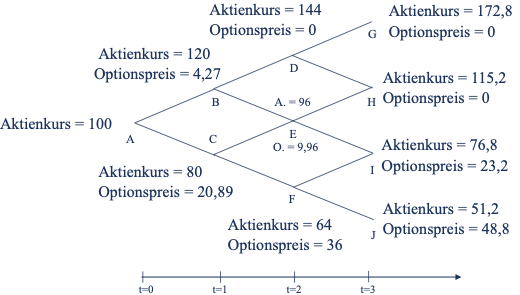 Aktienkurs = 144
Optionspreis = 0
Aktienkurs = 172,8
Optionspreis = 0
G
Aktienkurs = 120
Optionspreis = 4,27
D
Aktienkurs = 115,2
Optionspreis = 0
H
B
A. = 96
Aktienkurs = 100
A
C
E
O. = 9,96
Aktienkurs = 76,8
Optionspreis = 23,2
I
Aktienkurs = 80
Optionspreis = 20,89
F
Aktienkurs = 51,2
Optionspreis = 48,8
J
Aktienkurs = 64
Optionspreis = 36
t=0
t=1
t=2
t=3